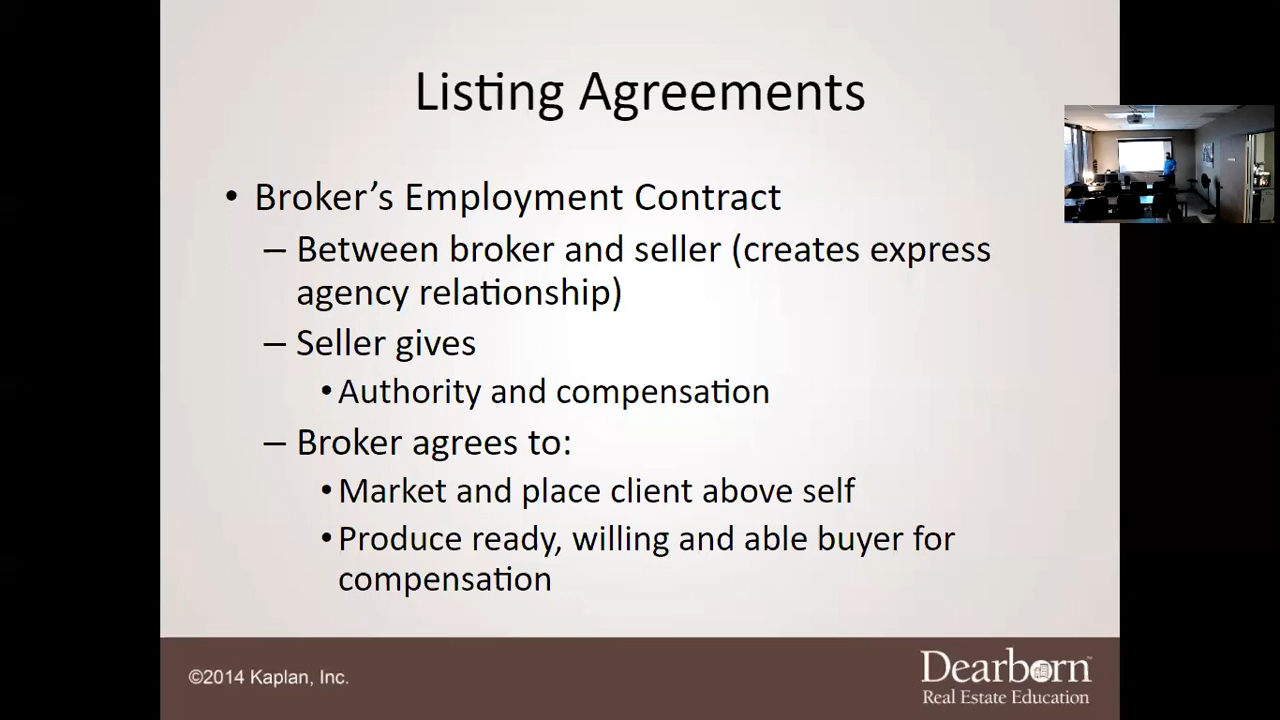 Listing Agreements
• Broker’s Employment Contract
– Between broker and seller (creates express
agency relationship)
– Seller gives
• Authority and compensation
– Broker agrees to:
• Market and place client above self
• Produce ready, willing and able buyer for
compensation
©2014 Kaplan, Inc.
Dearborn™
Real Estate Education